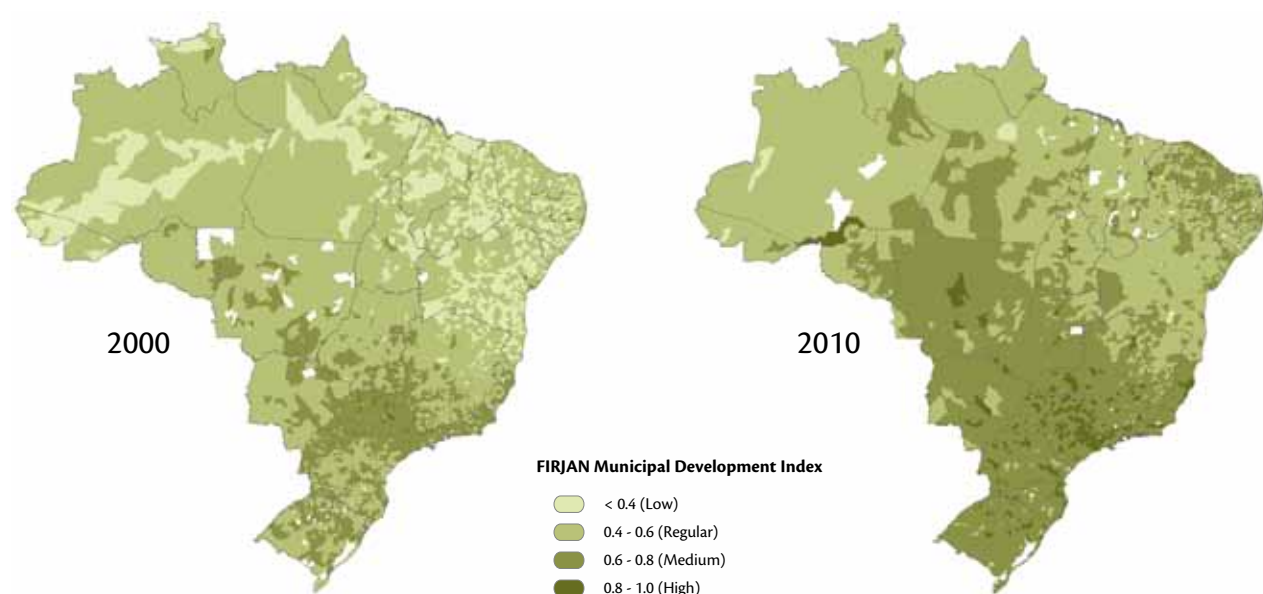 2000
2010
FIRJAN Municipal Development Index
< 0.4 (Low)
0.4 - 0.6 (Regular)
0.6 - 0.8 (Medium)
0.8 - 1.0 (High)